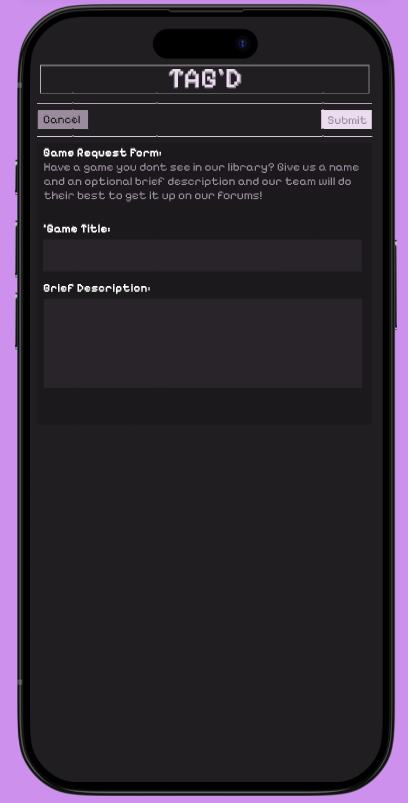 TAG'D
Cancel
Submit
Game Request Form:
Have a game you dont see in our library? Give us a name
and an optional brief description and our team will do
their best to get it up on our forums!
*Game Title:
Brief Description: